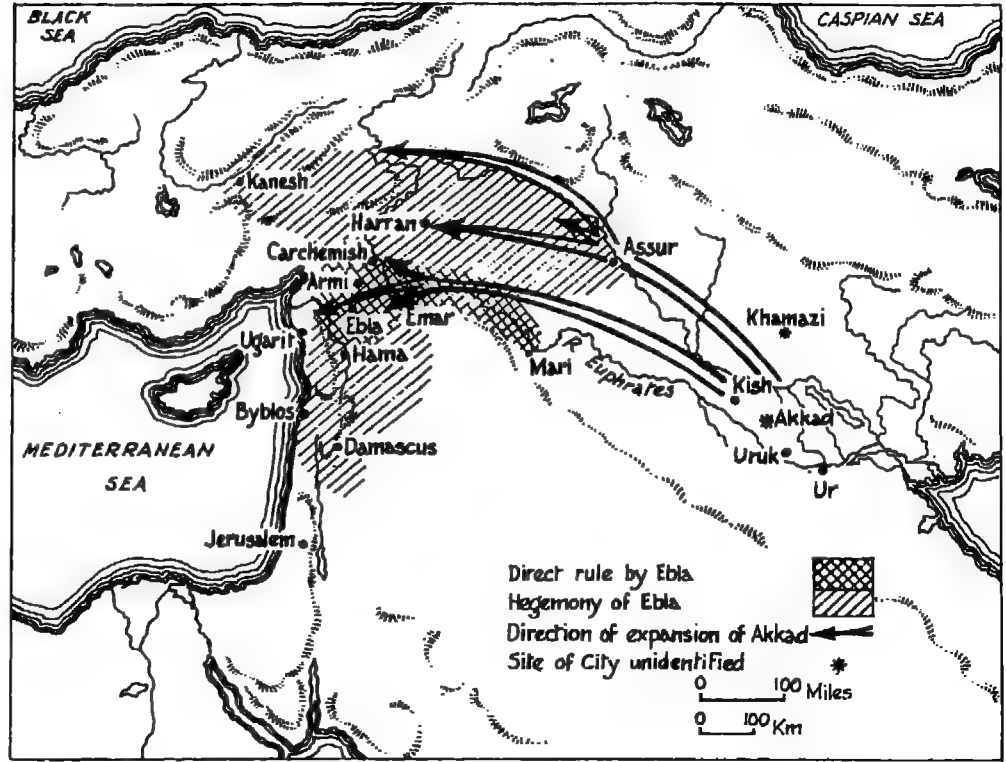 BLACK
SEA
CASPIAN SEA
Kanesh
Harran
Carchemish
Assur
Armi
Khamazi
Ebla
Emar
Ugarit
Hama
Mari
R. Euphrates
Kish
Byblos
Akkad
MEDITERRANEAN
SEA
Damascus
Uruk
Ur
Jerusalem
Direct rule by Ebla
Hegemony of Ebla
Direction of expansion of Akkad
Site of City unidentified
0 100 Miles
0 100 Km